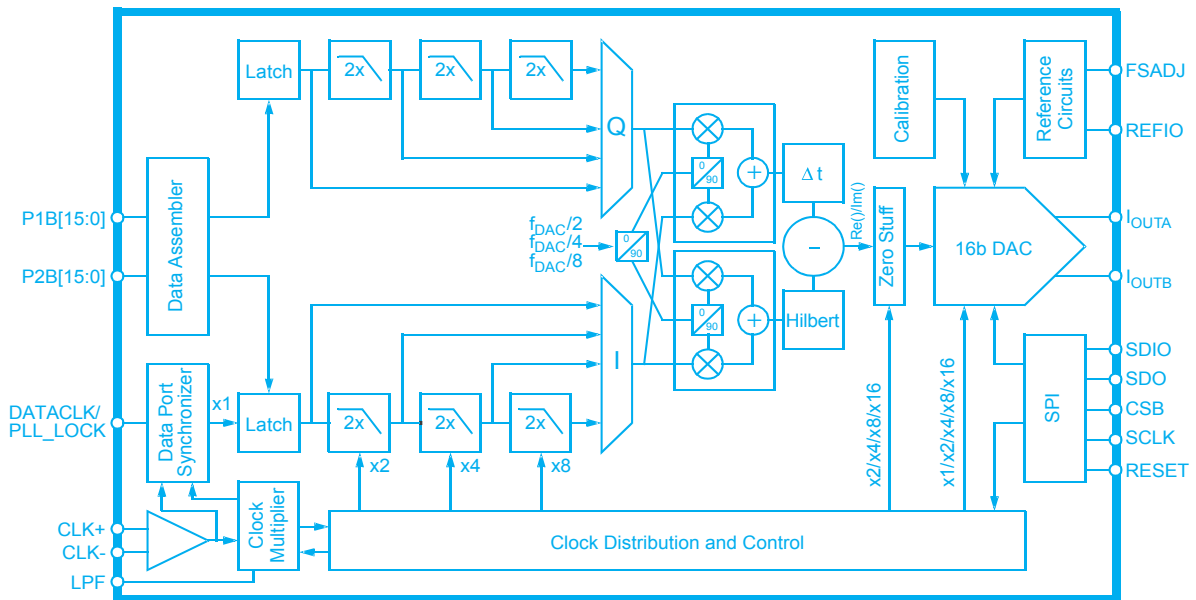 Latch
2x
2x
2x
Q
Calibration
Reference
Circuits
FSADJ
REFIO
P1B[15:0]
P2B[15:0]
Data Assembler
0
90
0
90
0
90
fDAC/2
fDAC/4
fDAC/8
Δ t
-
Hilbert
+
+
Re()/Im()
Zero Stuff
16b DAC
IOUTA
IOUTB
I
DATACLK/
PLL_LOCK
Data Port
Synchronizer
x1
Latch
2x
2x
2x
x2
x4
x8
x2/x4/x8/x16
x1/x2/x4/x8/x16
SPI
SDIO
SDO
CSB
SCLK
RESET
CLK+
CLK-
LPF
Clock
Multiplier
Clock Distribution and Control